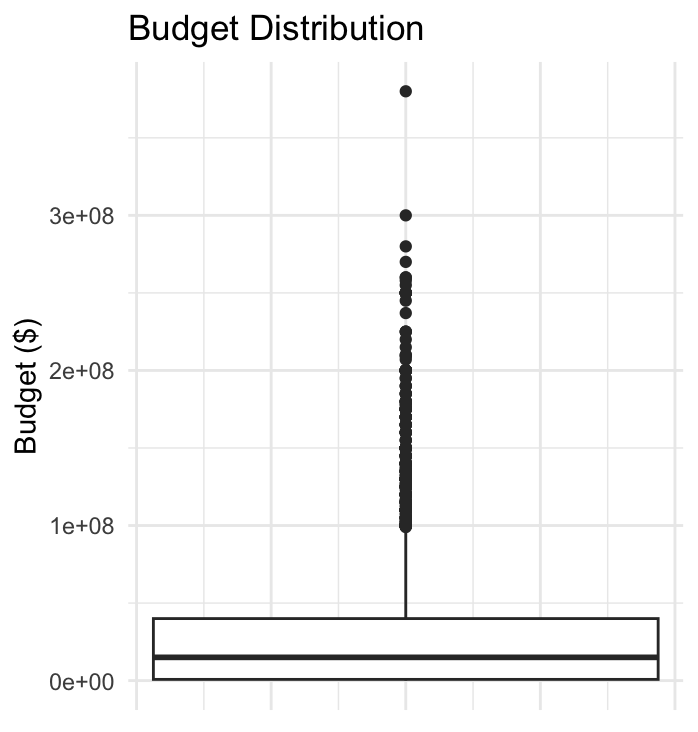 Budget Distribution
Budget ($)
3e+08
2e+08
1e+08
0e+00